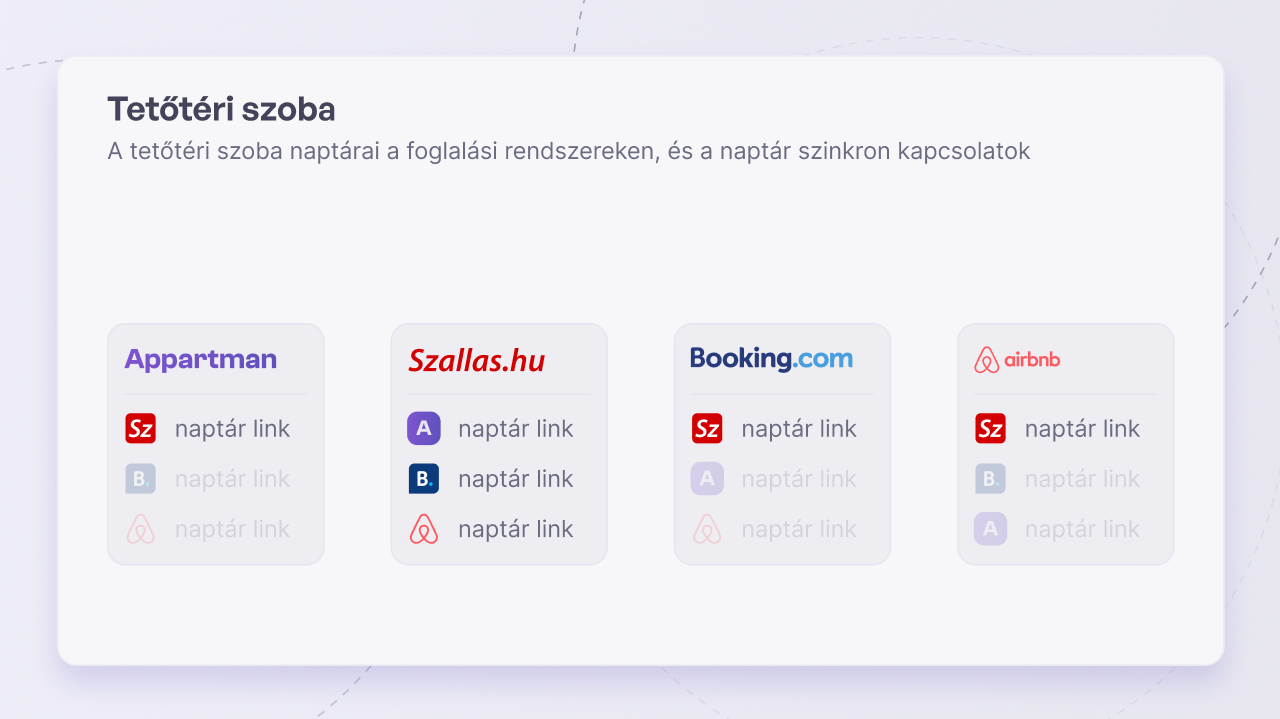 Tetőtéri szoba
A tetőtéri szoba naptárai a foglalási rendszereken, és a naptár szinkron kapcsolatok
Appartman
Sz naptár link
B. naptár link
naptár link
Szallas.hu
A naptár link
B. naptár link
naptár link
Booking.com
Sz naptár link
A naptár link
naptár link
airbnb
Sz naptár link
B. naptár link
A naptár link